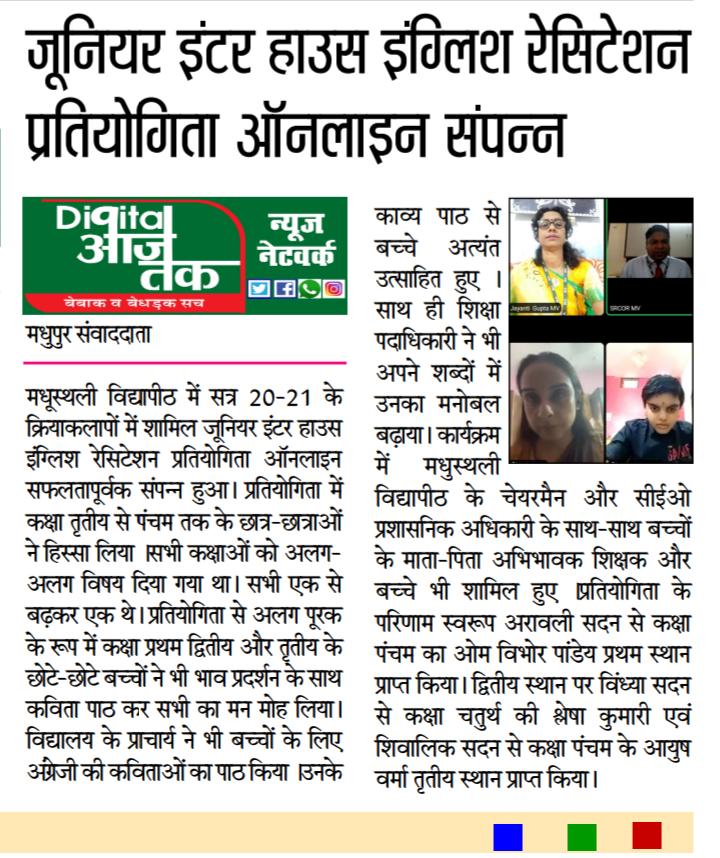 जूनियर इंटर हाउस इंग्लिश रेसिटेशन
प्रतियोगिता ऑनलाइन संपन्न
Digital
आज
तक
बेबाक व बेधड़क सच
न्यूज
नेटवर्क
मधुपुर संवाददाता
मधूस्थली विद्यापीठ में सत्र 20-21 के
क्रियाकलापों में शामिल जूनियर इंटर हाउस
इंग्लिश रेसिटेशन प्रतियोगिता ऑनलाइन
सफलतापूर्वक संपन्न हुआ। प्रतियोगिता में
कक्षा तृतीय से पंचम तक के छात्र-छात्राओं
ने हिस्सा लिया ।सभी कक्षाओं को अलग-
अलग विषय दिया गया था। सभी एक से
बढ़कर एक थे। प्रतियोगिता से अलग पूरक
के रूप में कक्षा प्रथम द्वितीय और तृतीय के
छोटे-छोटे बच्चों ने भी भाव प्रदर्शन के साथ
कविता पाठ कर सभी का मन मोह लिया।
विद्यालय के प्राचार्य ने भी बच्चों के लिए
अंग्रेजी की कविताओं का पाठ किया ।उनके
काव्य पाठ से
बच्चे अत्यंत
उत्साहित हुए ।
साथ ही शिक्षा
पदाधिकारी ने भी
अपने शब्दों में
उनका मनोबल
बढ़ाया। कार्यक्रम
में मधुस्थली
विद्यापीठ के चेयरमैन और सीईओ
प्रशासनिक अधिकारी के साथ-साथ बच्चों
के माता-पिता अभिभावक शिक्षक और
बच्चे भी शामिल हुए ।प्रतियोगिता के
परिणाम स्वरूप अरावली सदन से कक्षा
पंचम का ओम विभोर पांडेय प्रथम स्थान
प्राप्त किया। द्वितीय स्थान पर विंध्या सदन
से कक्षा चतुर्थ की श्लेषा कुमारी एवं
शिवालिक सदन से कक्षा पंचम के आयुष
वर्मा तृतीय स्थान प्राप्त किया।
Jayanti Gupta MV
SRCOR MV